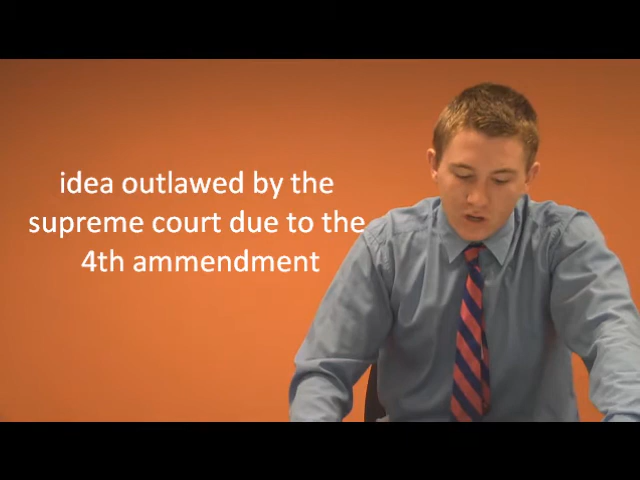 idea outlawed by the
supreme court due to the
4th ammendment